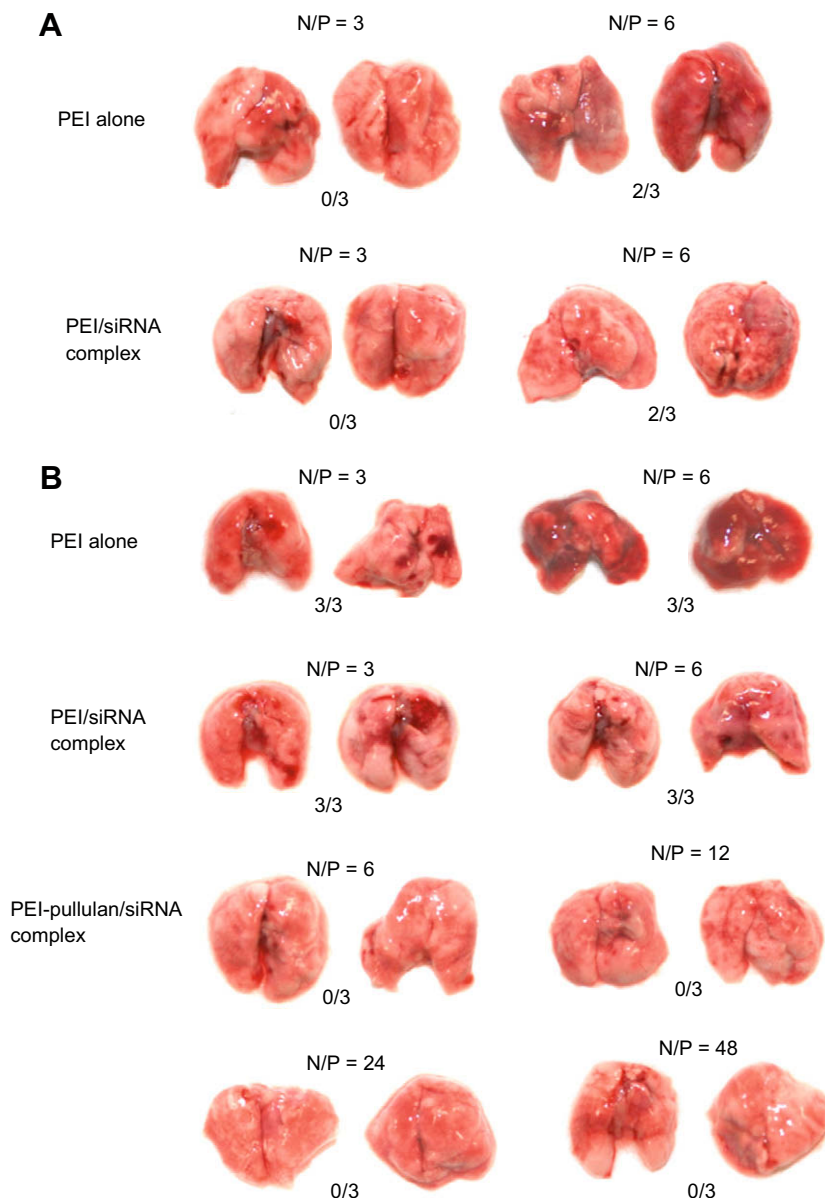 A
N/P = 3
N/P = 6
PEI alone
0/3
2/3
N/P = 3
N/P = 6
PEI/siRNA
complex
0/3
2/3
B
N/P = 3
N/P = 6
PEI alone
3/3
3/3
N/P = 3
N/P = 6
PEI/siRNA
complex
3/3
3/3
N/P = 6
N/P = 12
PEI-pullulan/siRNA
complex
0/3
0/3
N/P = 24
N/P = 48
0/3
0/3